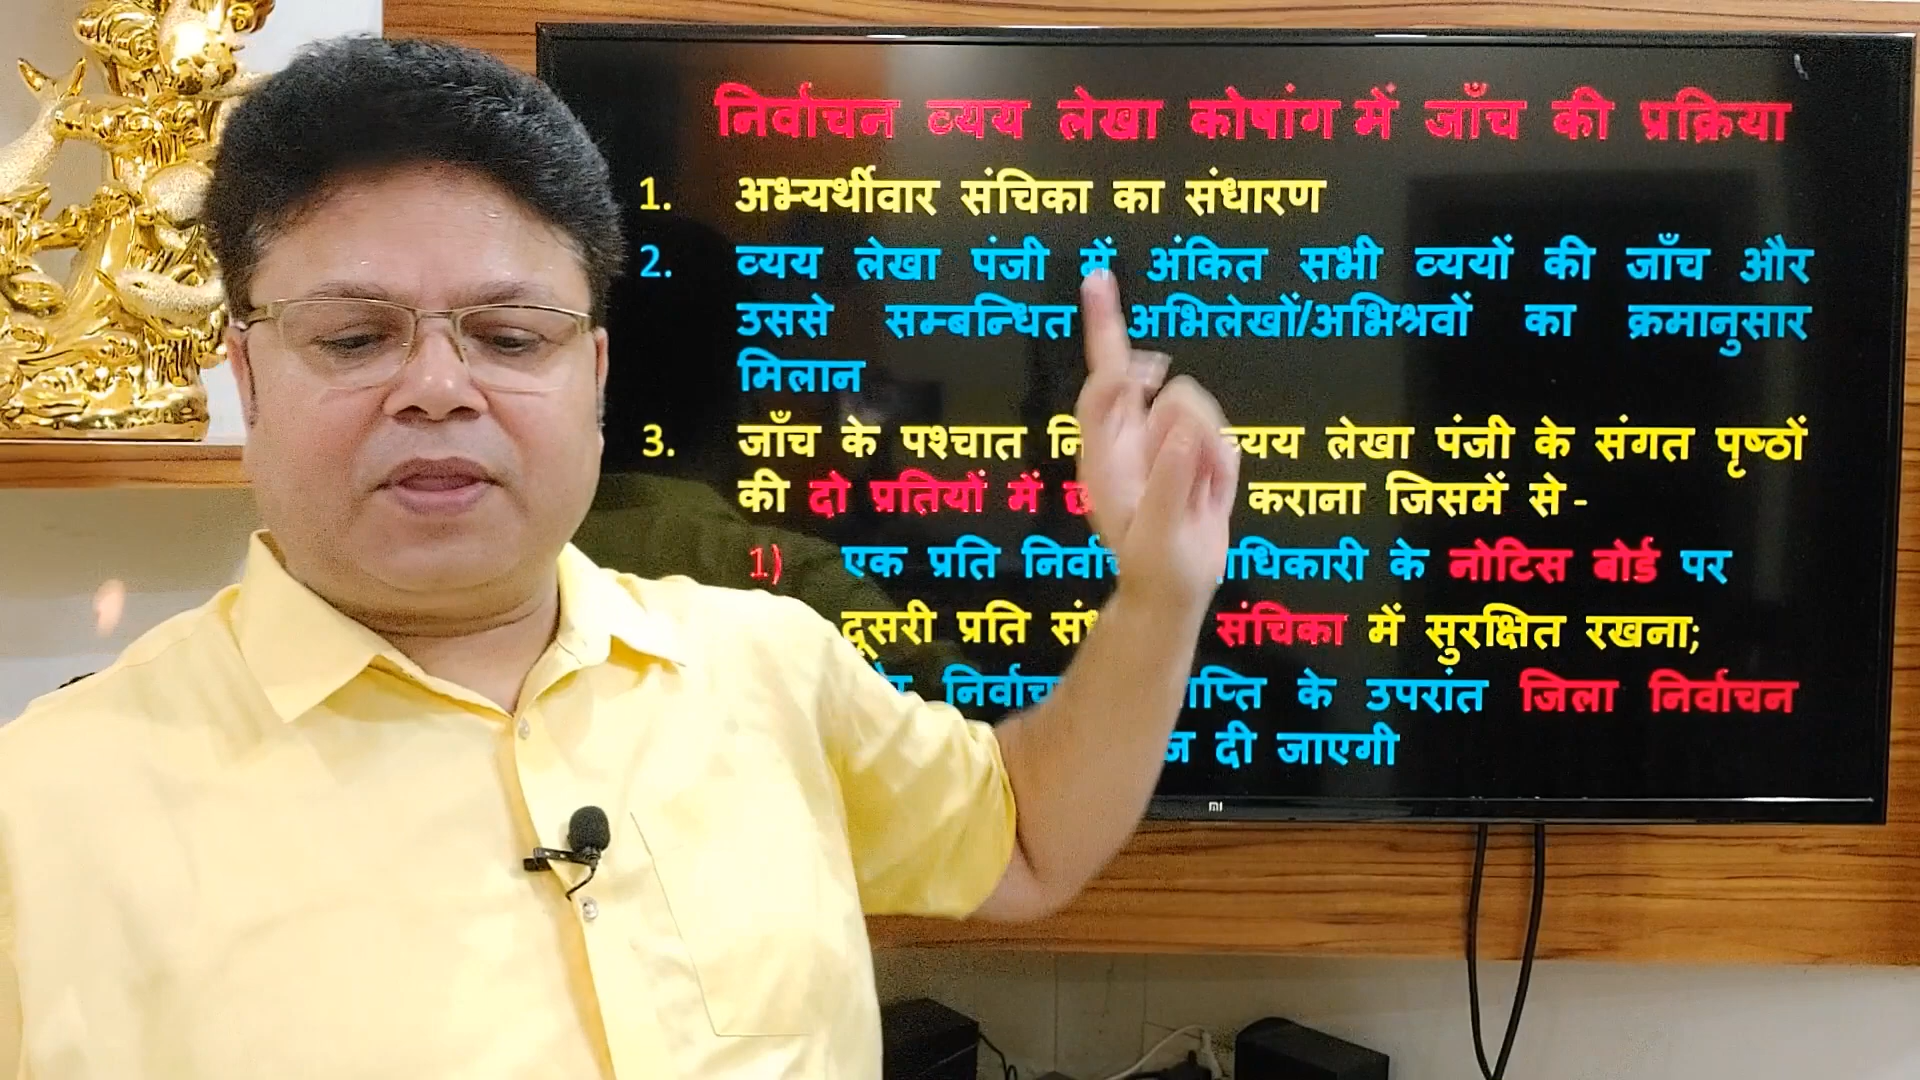 निर्वाचन व्यय लेखा कोषांग में जाँच की प्रक्रिया
1. अभ्यर्थीवार संचिका का संधारण
2. व्यय लेखा पंजी में अंकित सभी व्ययों की जाँच और
उससे सम्बन्धित अभिलेखों/अभिश्रवों का क्रमानुसार
मिलान
3. जाँच के पश्चात व्यय लेखा पंजी के संगत पृष्ठों
की दो प्रतियों में कराना जिसमें से -
1) एक प्रति के नोटिस बोर्ड पर
दूसरी प्रति संचिका में सुरक्षित रखना;
के उपरांत जिला निर्वाचन
दी जाएगी
mi